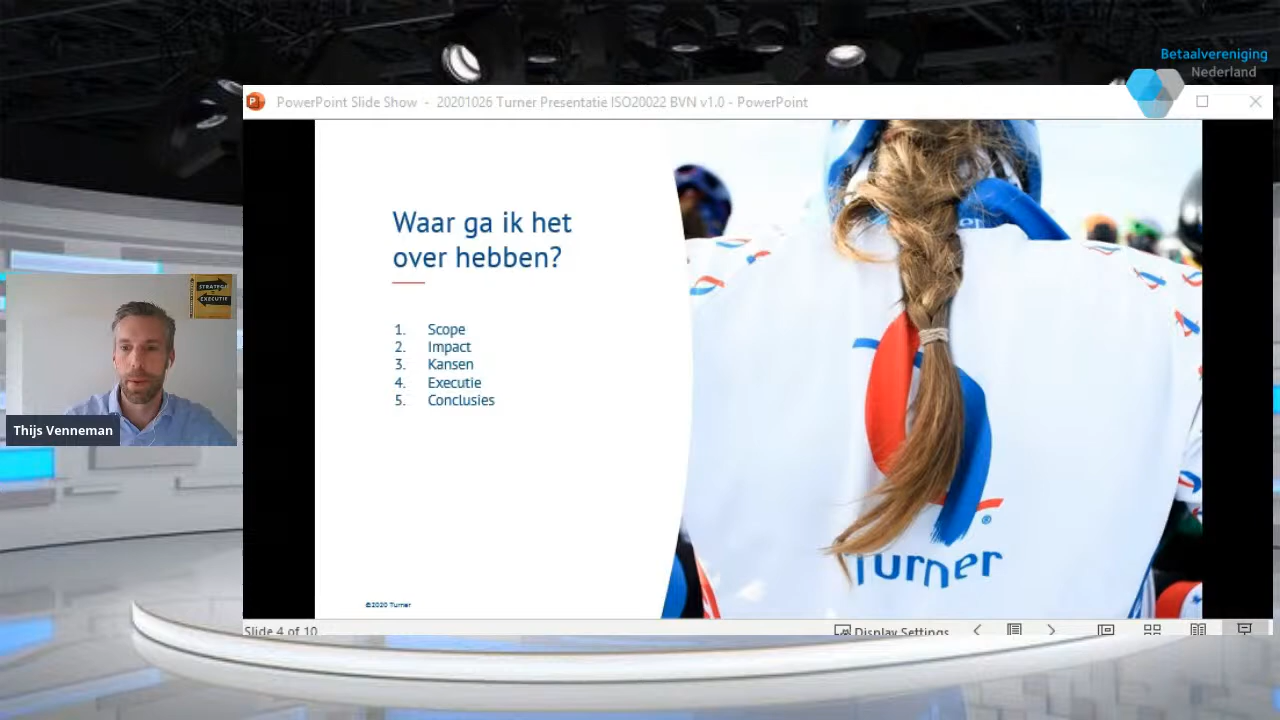 Betaalvereniging
Nederland
PowerPoint Slide Show - 20201026 Turner Presentatie ISO20022 BVN v1.0 - PowerPoint
Waar ga ik het
over hebben?
1. Scope
2. Impact
3. Kansen
4. Executie
5. Conclusies
STRATEGIE
EXECUTIE
Thijs Venneman
Turner
®
©2020 Turner
Slide 4 of 10
Display Settings